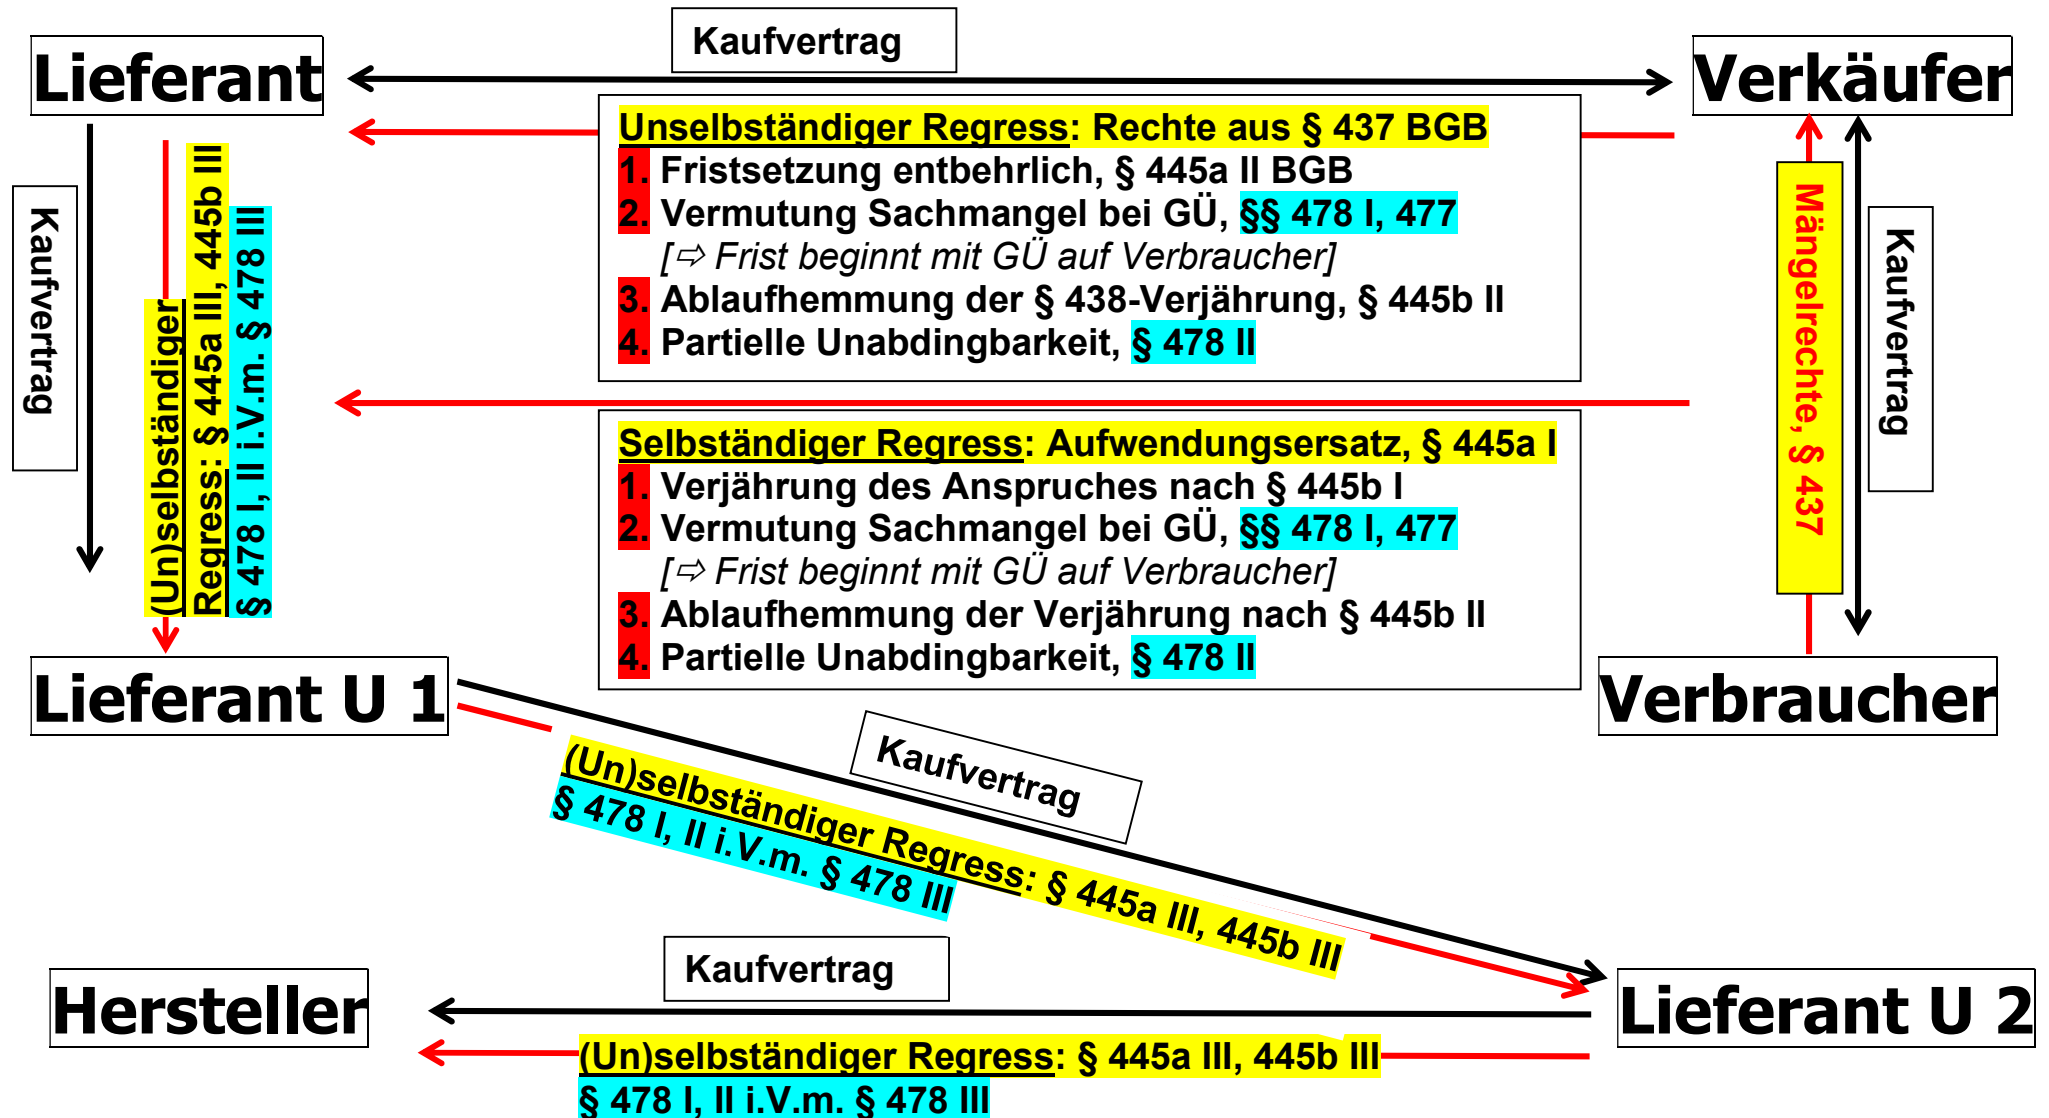 Kaufvertrag
Lieferant
Verkäufer
Unselbständiger Regress: Rechte aus § 437 BGB
1. Fristsetzung entbehrlich, § 445a II BGB
2. Vermutung Sachmangel bei GÜ, §§ 478 I, 477
[⇨ Frist beginnt mit GÜ auf Verbraucher]
3. Ablaufhemmung der § 438-Verjährung, § 445b II
4. Partielle Unabdingbarkeit, § 478 II
Kaufvertrag
(Un)selbständiger
Regress: § 445a III, 445b III
§ 478 I, II i.V.m. § 478 III
Mängelrechte, § 437
Kaufvertrag
Selbständiger Regress: Aufwendungsersatz, § 445a I
1. Verjährung des Anspruches nach § 445b I
2. Vermutung Sachmangel bei GÜ, §§ 478 I, 477
[⇨ Frist beginnt mit GÜ auf Verbraucher]
3. Ablaufhemmung der Verjährung nach § 445b II
4. Partielle Unabdingbarkeit, § 478 II
Lieferant U 1
Verbraucher
Kaufvertrag
(Un)selbständiger Regress: § 445a III, 445b III
§ 478 I, II i.V.m. § 478 III
Kaufvertrag
Hersteller
Lieferant U 2
(Un)selbständiger Regress: § 445a III, 445b III
§ 478 I, II i.V.m. § 478 III